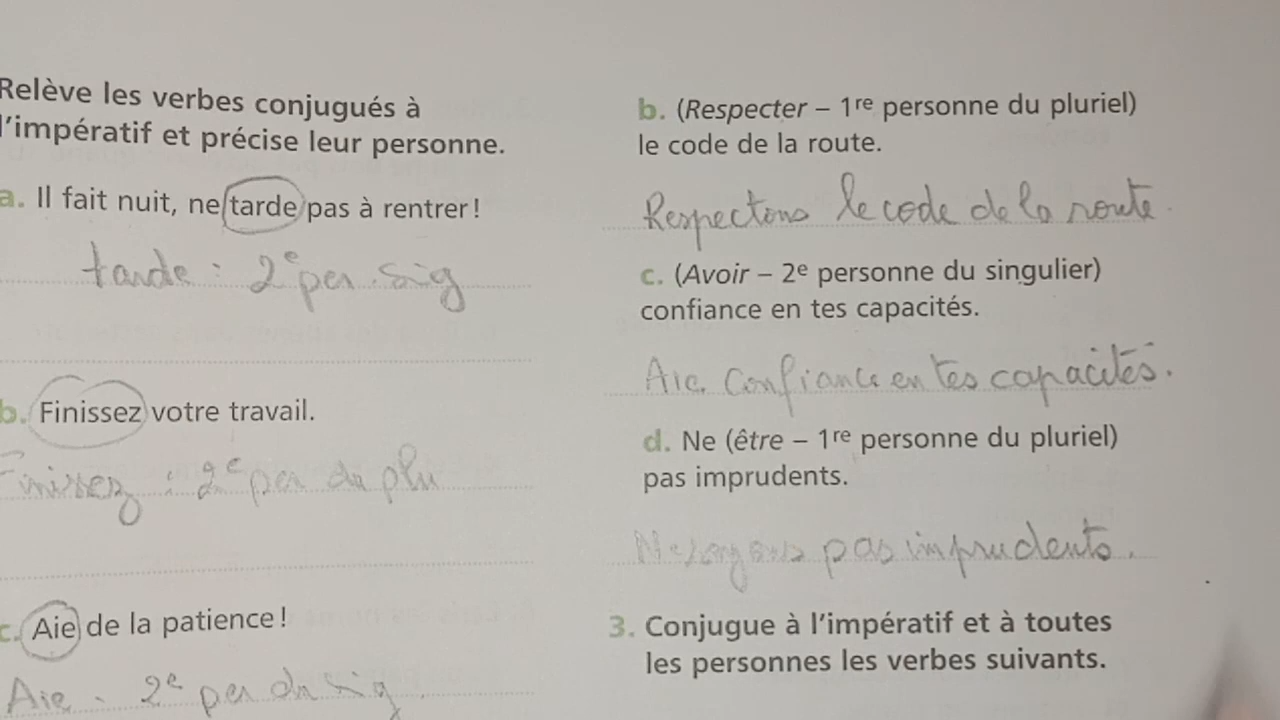 Relève les verbes conjugués à
l'impératif et précise leur personne.
a. Il fait nuit, ne tarde pas à rentrer !
tarde : 2e per. sig
b. Finissez votre travail.
Finissez : 2e per du plu
c. Aie de la patience !
Aie - 2e per du sig.
b. (Respecter – 1re personne du pluriel)
le code de la route.
Respectons le code de la route.
c. (Avoir – 2e personne du singulier)
confiance en tes capacités.
Aie confiance en tes capacités.
d. Ne (être – 1re personne du pluriel)
pas imprudents.
Ne soyons pas imprudents.
3. Conjugue à l'impératif et à toutes
les personnes les verbes suivants.